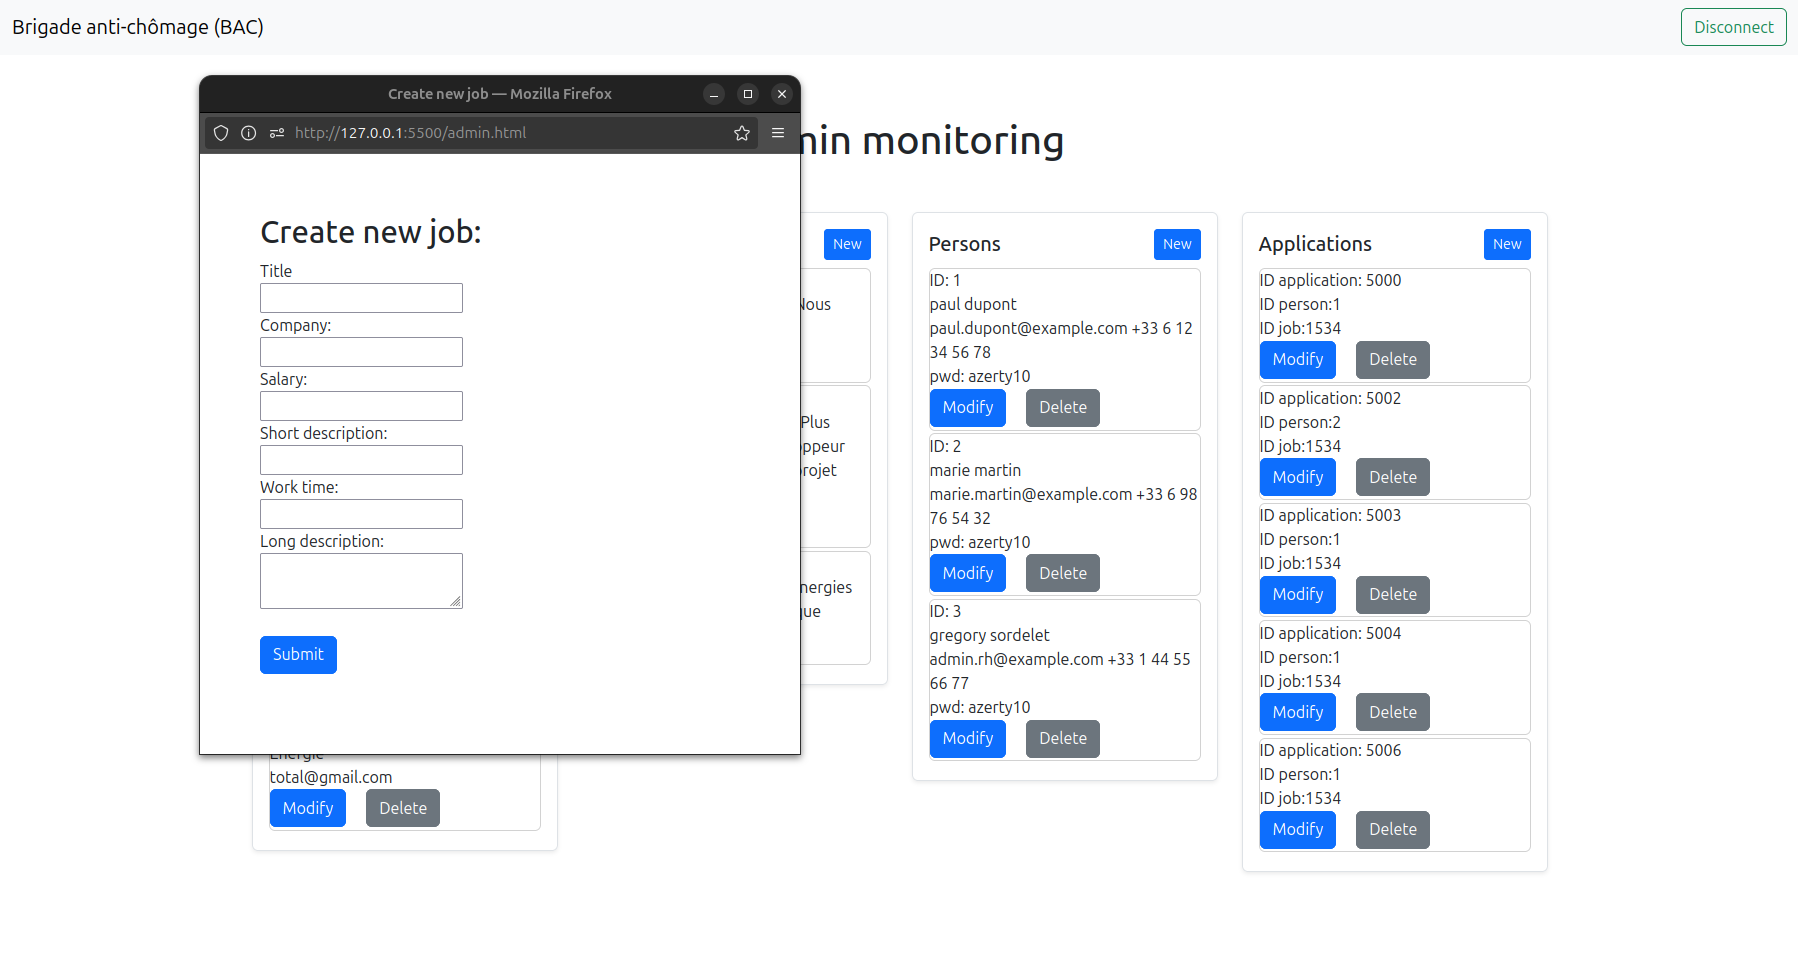 Brigade anti-chômage (BAC)
Disconnect
Create new job — Mozilla Firefox
http://127.0.0.1:5500/admin.html
monitoring
Create new job:
Title
Company:
Salary:
Short description:
Work time:
Long description:
Submit
total@gmail.com
Modify Delete
New
Nous
Plus
projet
Persons New
ID: 1
paul dupont
paul.dupont@example.com +33 6 12
34 56 78
pwd: azerty10
Modify Delete
ID: 2
marie martin
marie.martin@example.com +33 6 98
76 54 32
pwd: azerty10
Modify Delete
ID: 3
gregory sordelet
admin.rh@example.com +33 1 44 55
66 77
pwd: azerty10
Modify Delete
Applications New
ID application: 5000
ID person:1
ID job:1534
Modify Delete
ID application: 5002
ID person:2
ID job:1534
Modify Delete
ID application: 5003
ID person:1
ID job:1534
Modify Delete
ID application: 5004
ID person:1
ID job:1534
Modify Delete
ID application: 5006
ID person:1
ID job:1534
Modify Delete